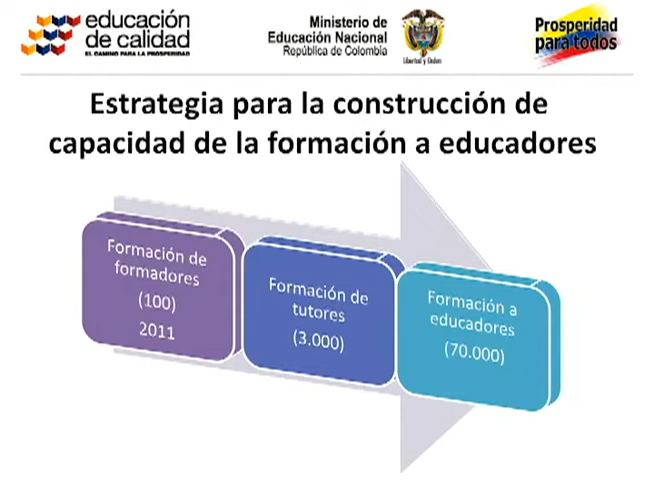 educación
de calidad
EL CAMINO PARA LA PROSPERIDAD
Ministerio de
Educación Nacional
República de Colombia
Libertad y Orden
Prosperidad
para todos
Estrategia para la construcción de
capacidad de la formación a educadores
Formación de
formadores
(100)
2011
Formación de
tutores
(3.000)
Formación a
educadores
(70.000)